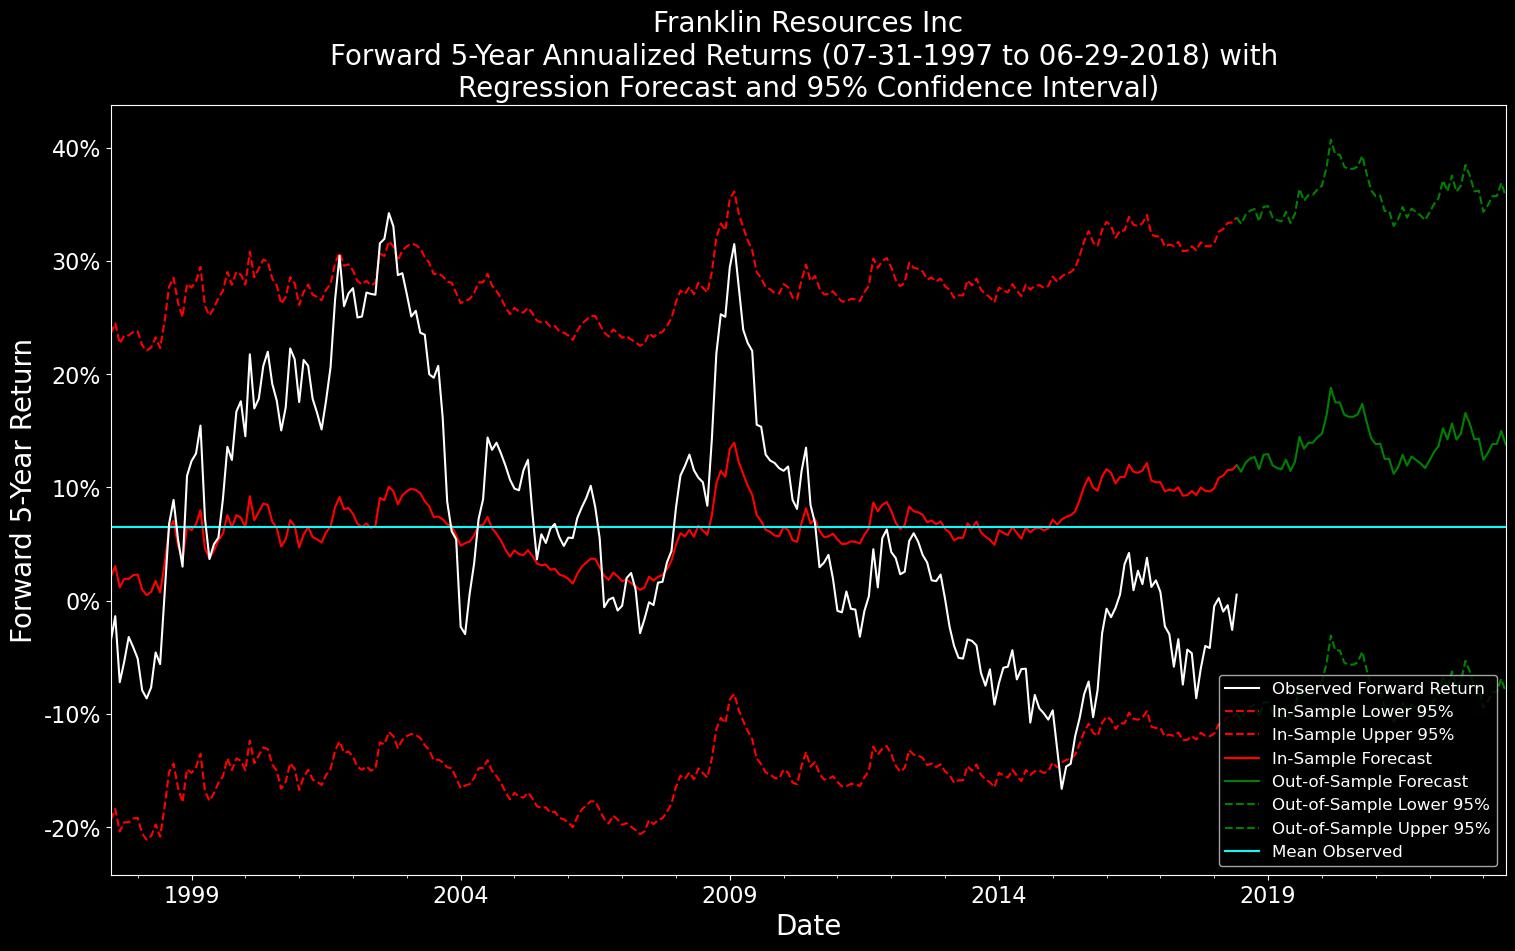 Franklin Resources Inc
Forward 5-Year Annualized Returns (07-31-1997 to 06-29-2018) with
Regression Forecast and 95% Confidence Interval)
Forward 5-Year Return
40%
30%
20%
10%
0%
-10%
-20%
Observed Forward Return
In-Sample Lower 95%
In-Sample Upper 95%
In-Sample Forecast
Out-of-Sample Forecast
Out-of-Sample Lower 95%
Out-of-Sample Upper 95%
Mean Observed
1999
2004
2009
2014
2019
Date